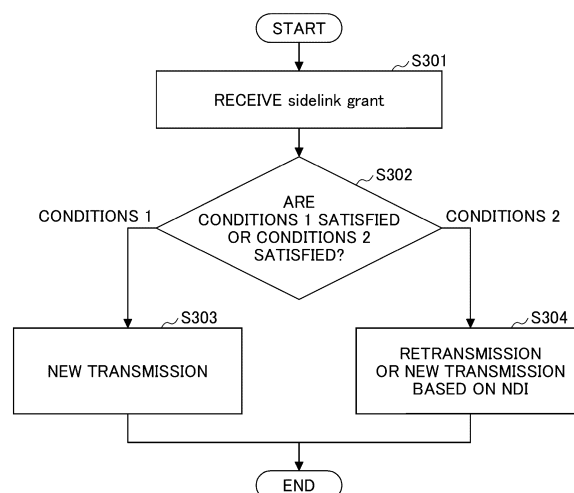 START
S301
RECEIVE sidelink grant
S302
ARE
CONDITIONS 1 SATISFIED
OR CONDITIONS 2
SATISFIED?
CONDITIONS 1
CONDITIONS 2
S303
NEW TRANSMISSION
S304
RETRANSMISSION
OR NEW TRANSMISSION
BASED ON NDI
END